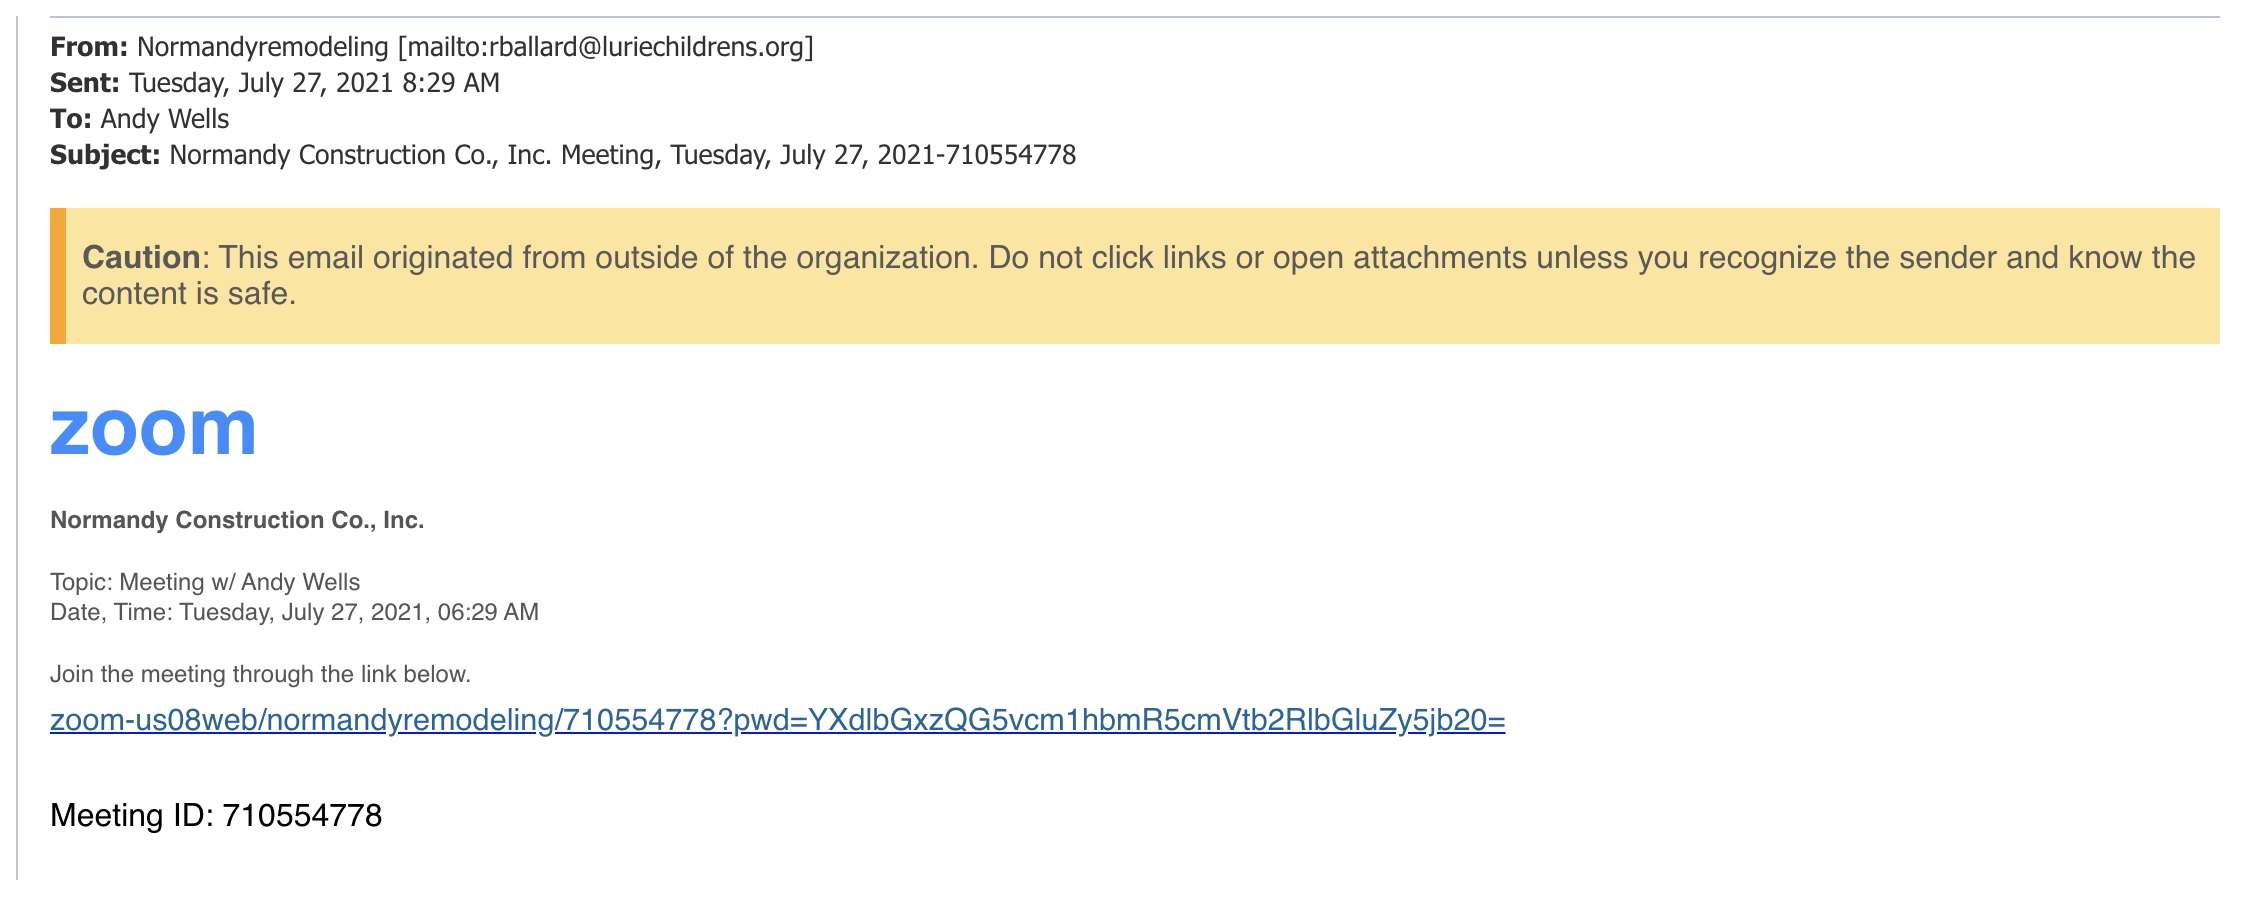 From: Normandyremodeling [mailto:rballard@luriechildrens.org]
Sent: Tuesday, July 27, 2021 8:29 AM
To: Andy Wells
Subject: Normandy Construction Co., Inc. Meeting, Tuesday, July 27, 2021-710554778
Caution: This email originated from outside of the organization. Do not click links or open attachments unless you recognize the sender and know the
content is safe.
zoom
Normandy Construction Co., Inc.
Topic: Meeting w/ Andy Wells
Date, Time: Tuesday, July 27, 2021, 06:29 AM
Join the meeting through the link below.
zoom-us08web/normandyremodeling/710554778?pwd=YXdlbGxzQG5vcm1hbmR5cmVtb2RlbGluZy5jb20=
Meeting ID: 710554778